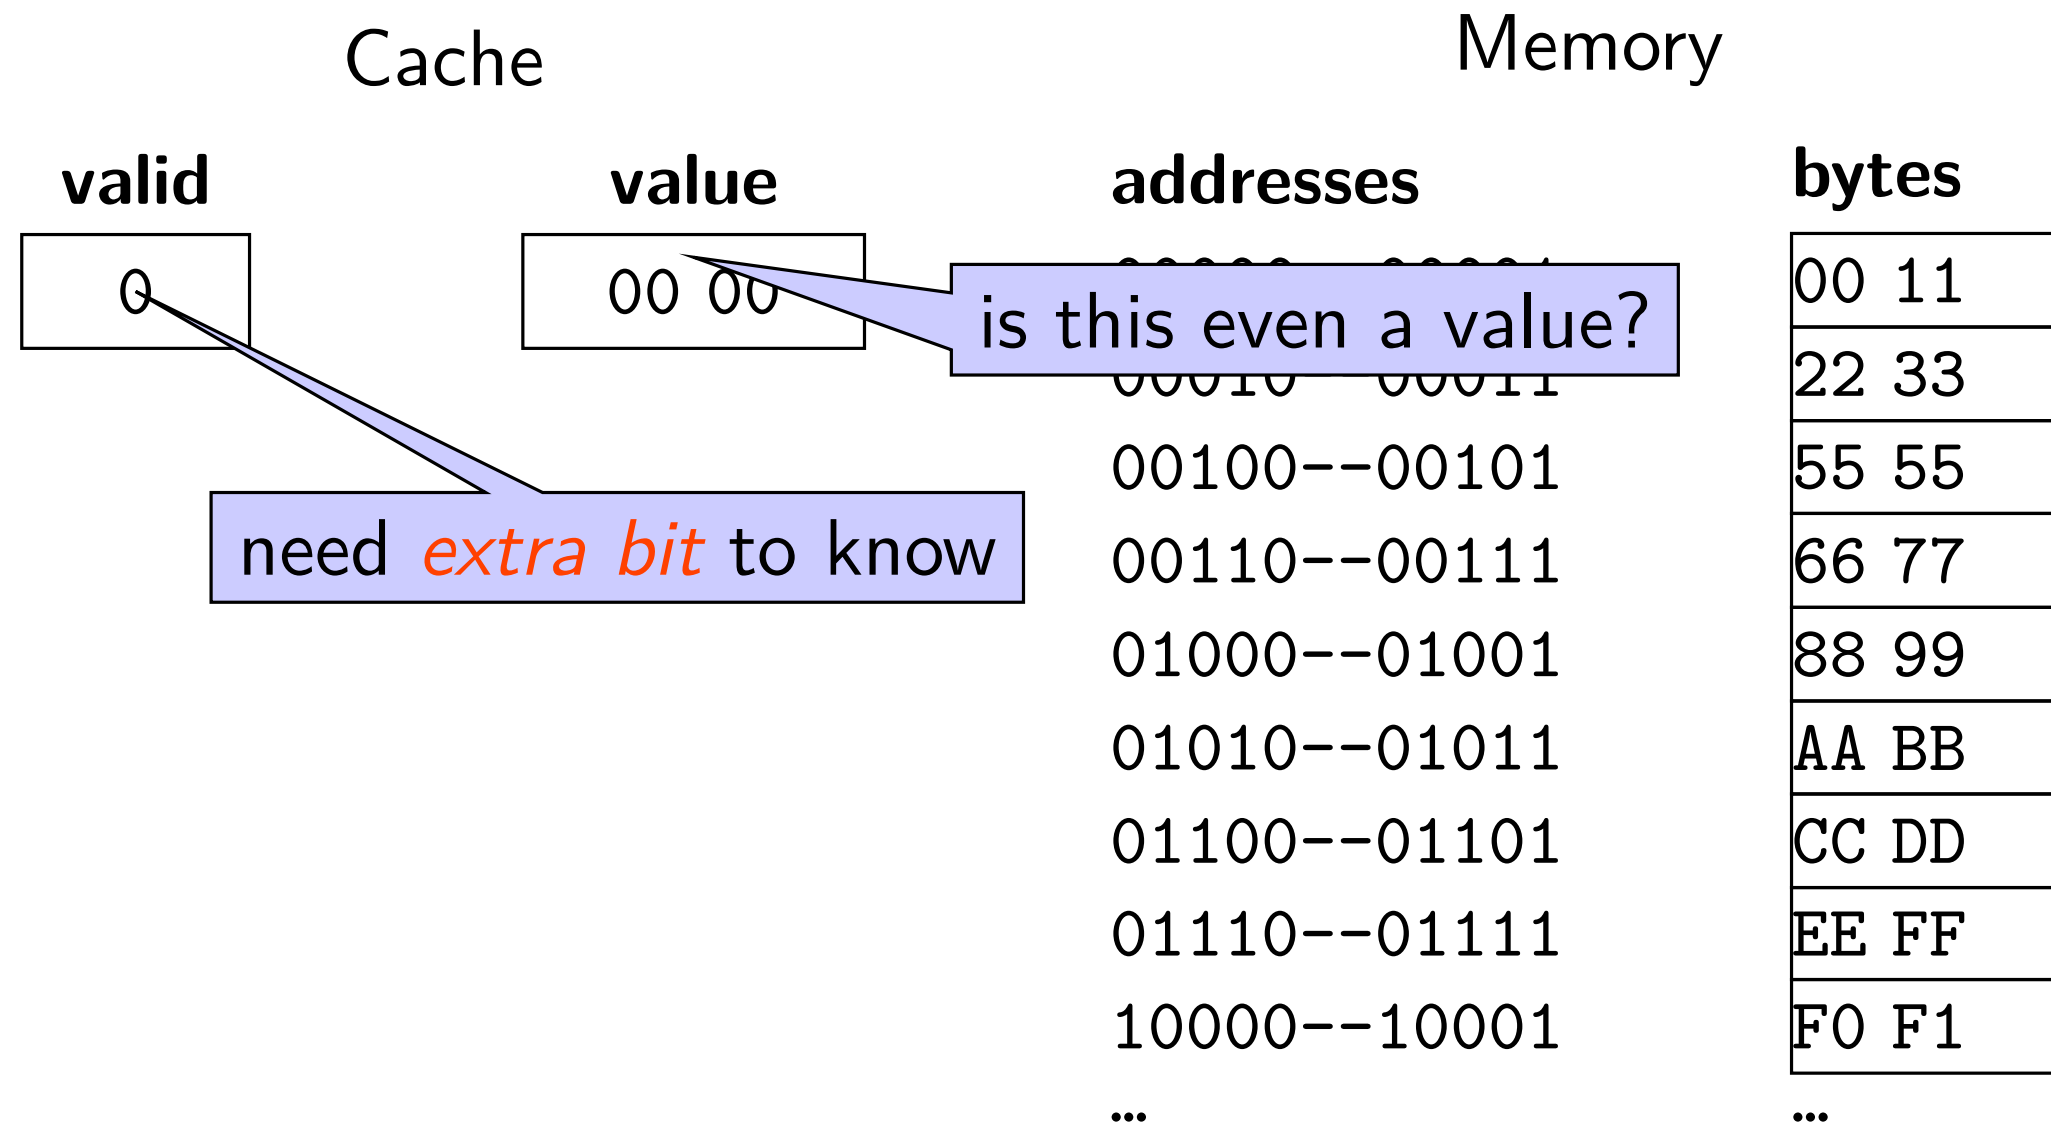 Cache
Memory
valid
value
addresses
bytes
0
00 00
is this even a value?
00 11
00010--00011
22 33
00100--00101
55 55
need extra bit to know
00110--00111
66 77
01000--01001
88 99
01010--01011
AA BB
01100--01101
CC DD
01110--01111
EE FF
10000--10001
F0 F1
…
…